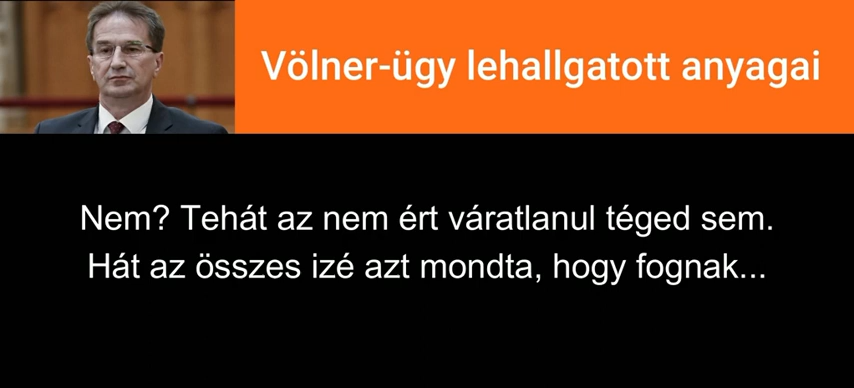 Völner-ügy lehallgatott anyagai
Nem? Tehát az nem ért váratlanul téged sem.
Hát az összes izé azt mondta, hogy fognak...